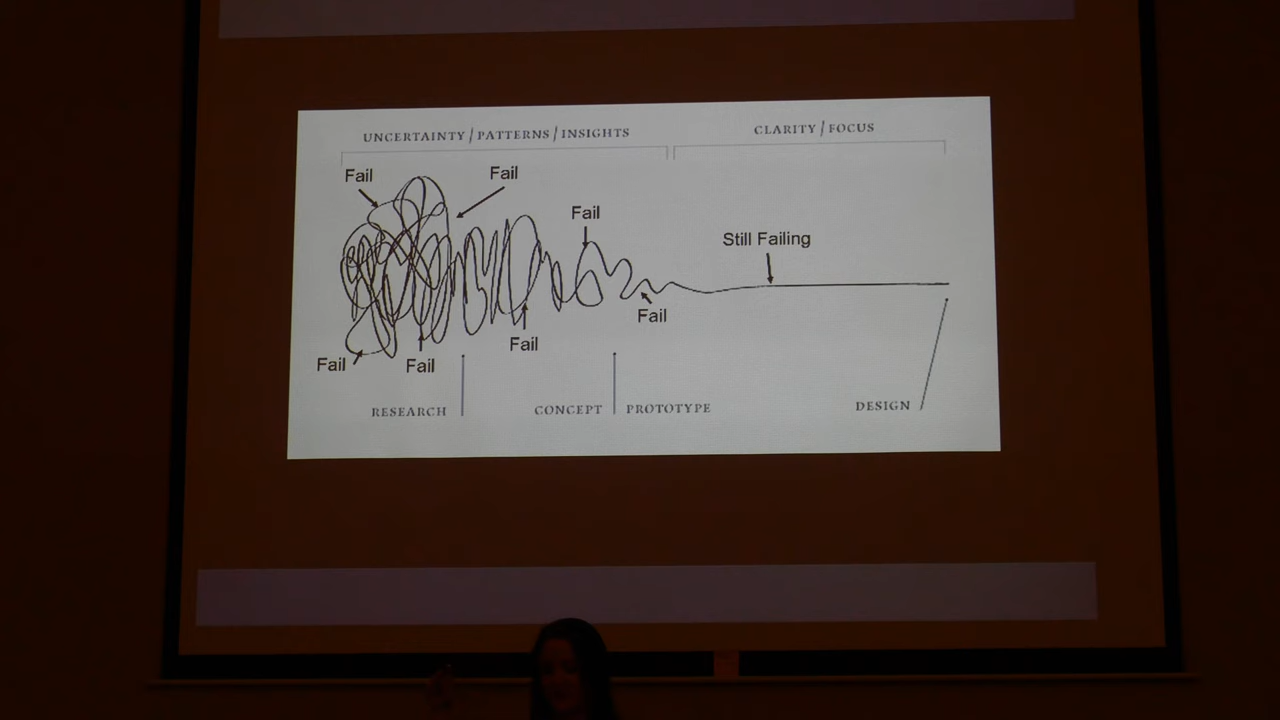 UNCERTAINTY / PATTERNS / INSIGHTS
CLARITY / FOCUS
Fail
Fail
Fail
Still Failing
Fail
Fail
Fail
Fail
RESEARCH
CONCEPT
PROTOTYPE
DESIGN